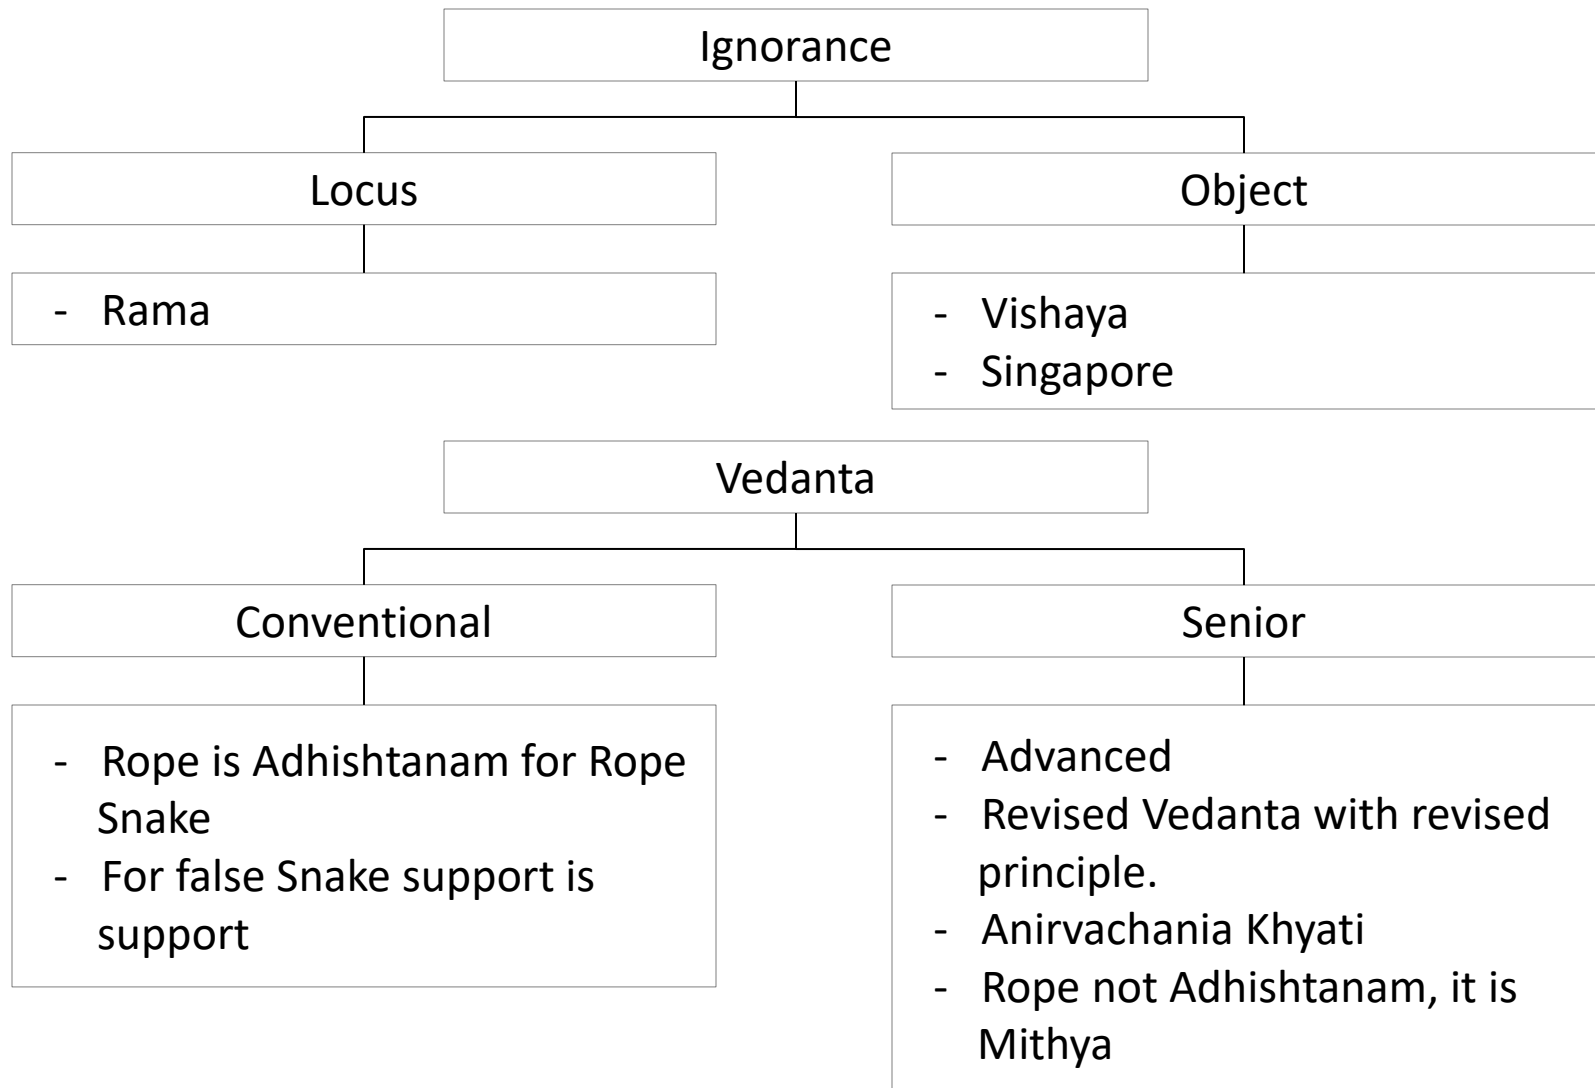 Ignorance
Locus
Object
- Rama
- Vishaya
- Singapore
Vedanta
Conventional
Senior
- Rope is Adhishtanam for Rope
Snake
- For false Snake support is
support
- Advanced
- Revised Vedanta with revised
principle.
- Anirvachania Khyati
- Rope not Adhishtanam, it is
Mithya